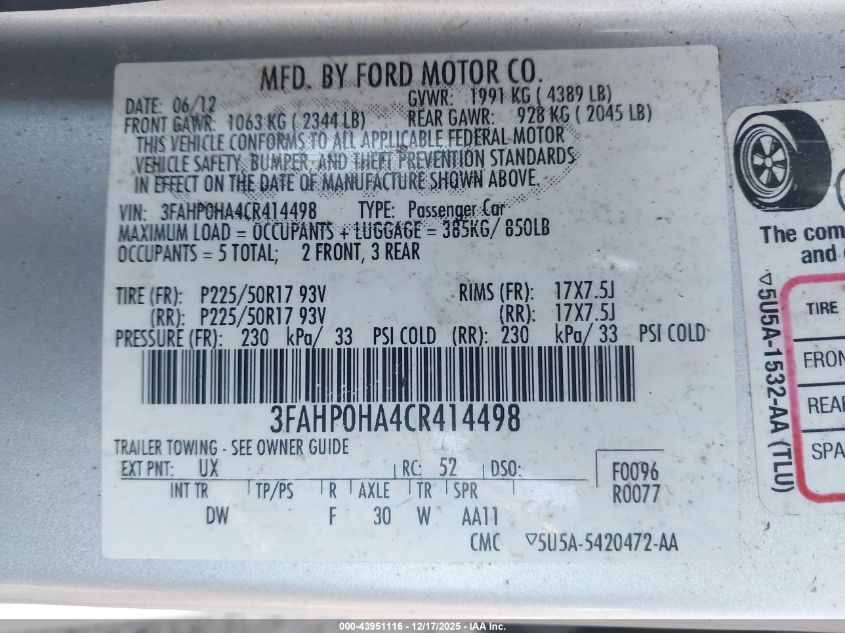 MFD. BY FORD MOTOR CO.
DATE: 06/12 GVWR: 1991 KG ( 4389 LB)
FRONT GAWR: 1063 KG ( 2344 LB) REAR GAWR: 928 KG ( 2045 LB)
THIS VEHICLE CONFORMS TO ALL APPLICABLE FEDERAL MOTOR
VEHICLE SAFETY, BUMPER, AND THEFT PREVENTION STANDARDS
IN EFFECT ON THE DATE OF MANUFACTURE SHOWN ABOVE.
VIN: 3FAHP0HA4CR414498 TYPE: Passenger Car
MAXIMUM LOAD = OCCUPANTS + LUGGAGE = 385KG/ 850LB
OCCUPANTS = 5 TOTAL; 2 FRONT, 3 REAR
TIRE (FR): P225/50R17 93V RIMS (FR): 17X7.5J
(RR): P225/50R17 93V (RR): 17X7.5J
PRESSURE (FR): 230 kPa/ 33 PSI COLD (RR): 230 kPa/ 33 PSI COLD
3FAHP0HA4CR414498
TRAILER TOWING - SEE OWNER GUIDE
EXT PNT: UX RC: 52 DSO:
F0096
R0077
INT TR TP/PS R AXLE TR SPR
DW F 30 W AA11
CMC ▽5U5A-5420472-AA
The com
and
▽5U5A-1532-AA (TLU)
TIRE
FRON
REAR
SPA
000-43951116 - 12/17/2025 - IAA Inc.